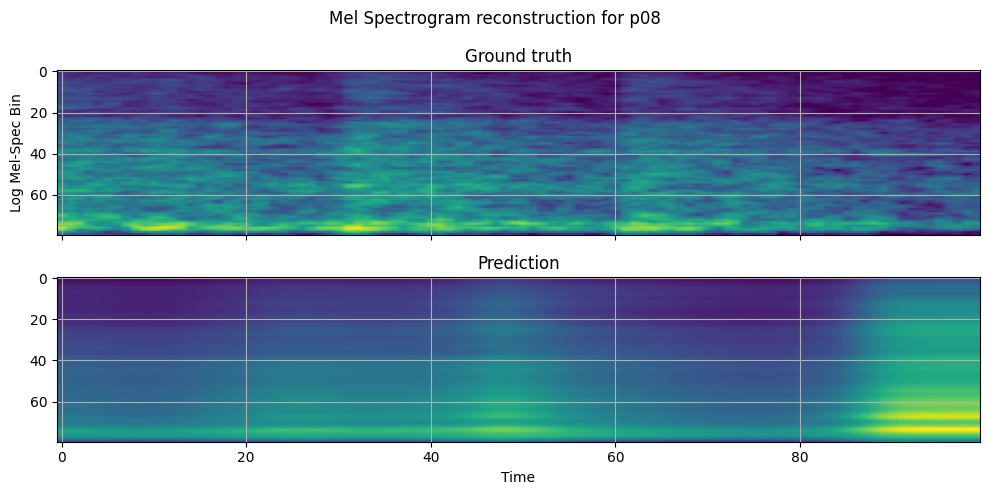 Mel Spectrogram reconstruction for p08
Ground truth
Log Mel-Spec Bin
0
20
40
60
Prediction
0
20
40
60
0 20 40 60 80
Time